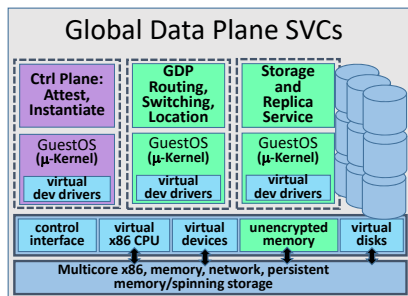 Global Data Plane SVCs
Ctrl Plane:
Attest,
Instantiate
GuestOS
(μ-Kernel)
virtual
dev drivers
GDP
Routing,
Switching,
Location
GuestOS
(μ-Kernel)
virtual
dev drivers
Storage
and
Replica
Service
GuestOS
(μ-Kernel)
virtual
dev drivers
control
interface
virtual
x86 CPU
virtual
devices
unencrypted
memory
virtual
disks
Multicore x86, memory, network, persistent
memory/spinning storage